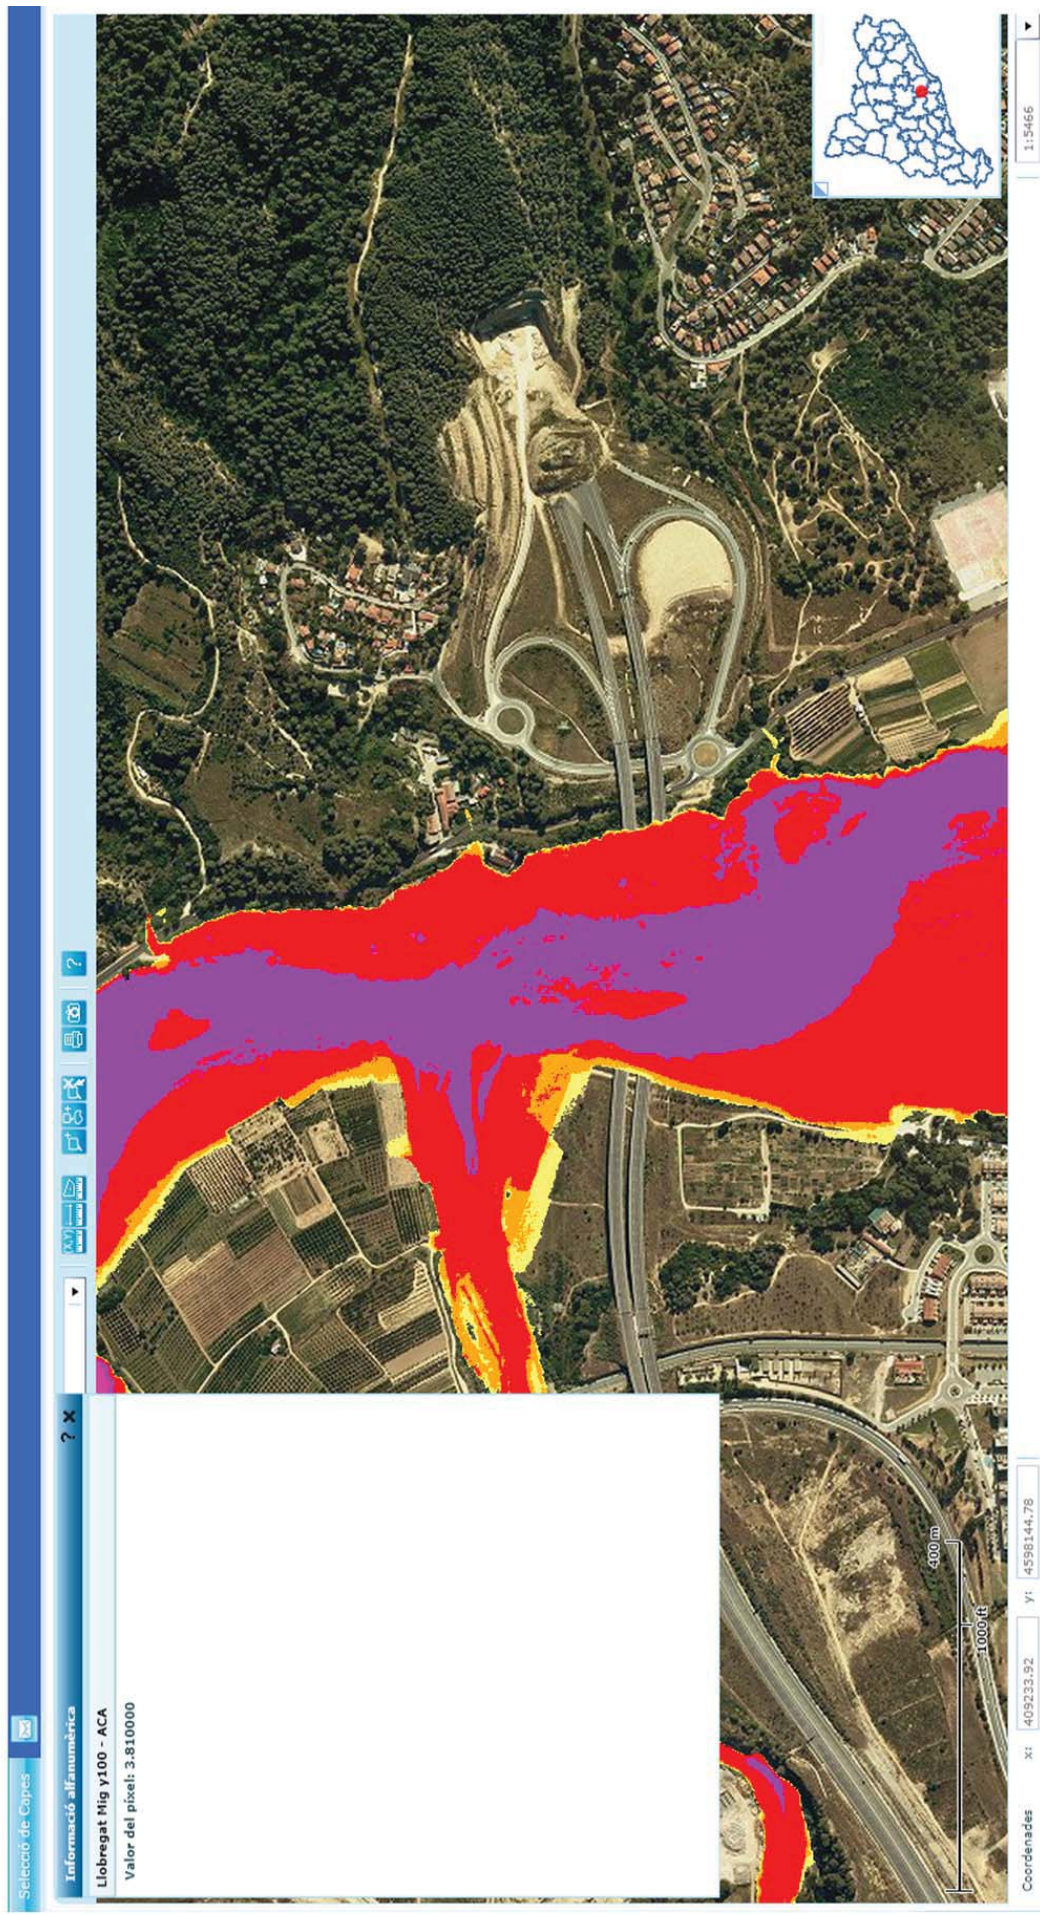 Selecció de Capes
Informació alfanumèrica
? ×
Llobregat Mig y100 - ACA
Valor del píxel: 3.810000
(X,Y)
?
400 m
1000 ft
Coordenades
x:
409233.92
y:
4598144.78
1:5466